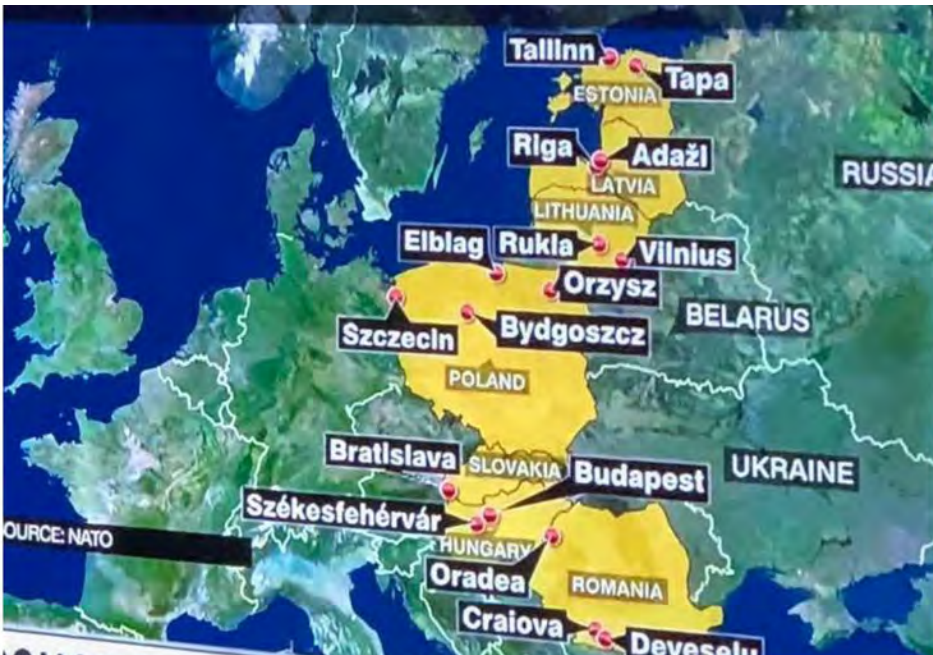 Tallinn
Tapa
ESTONIA
Riga
Adaži
RUSSIA
LATVIA
LITHUANIA
Elblag
Rukla
Vilnius
Orzysz
Szczecin
Bydgoszcz
BELARUS
POLAND
Bratislava
SLOVAKIA
Budapest
UKRAINE
Székesfehérvár
OURCE: NATO
HUNGARY
Oradea
ROMANIA
Craiova
Deveselu